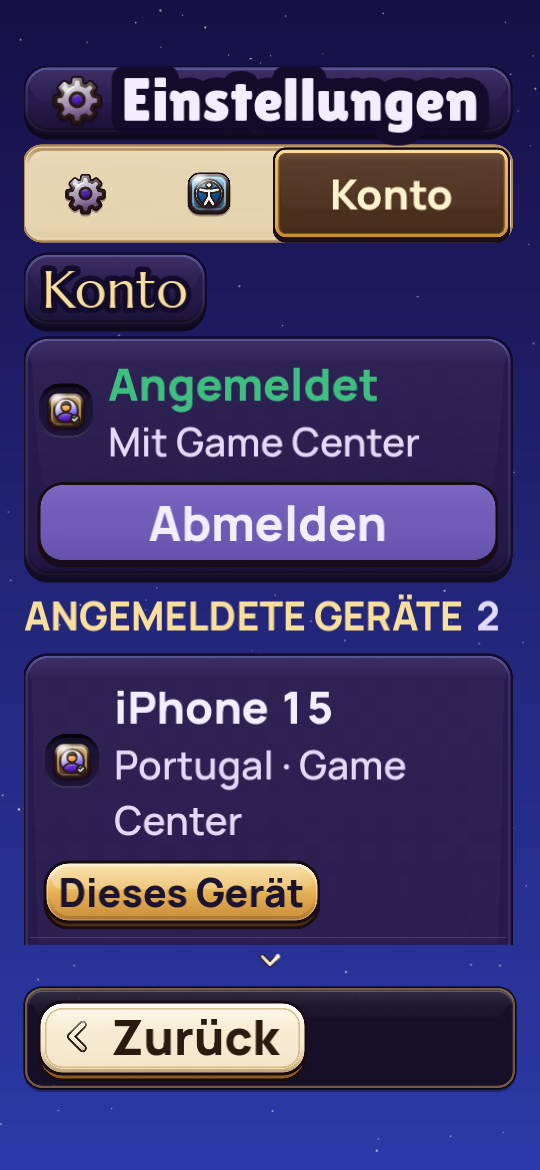 Einstellungen
Konto
Konto
Angemeldet
Mit Game Center
Abmelden
ANGEMELDETE GERÄTE 2
iPhone 15
Portugal · Game
Center
Dieses Gerät
Zurück